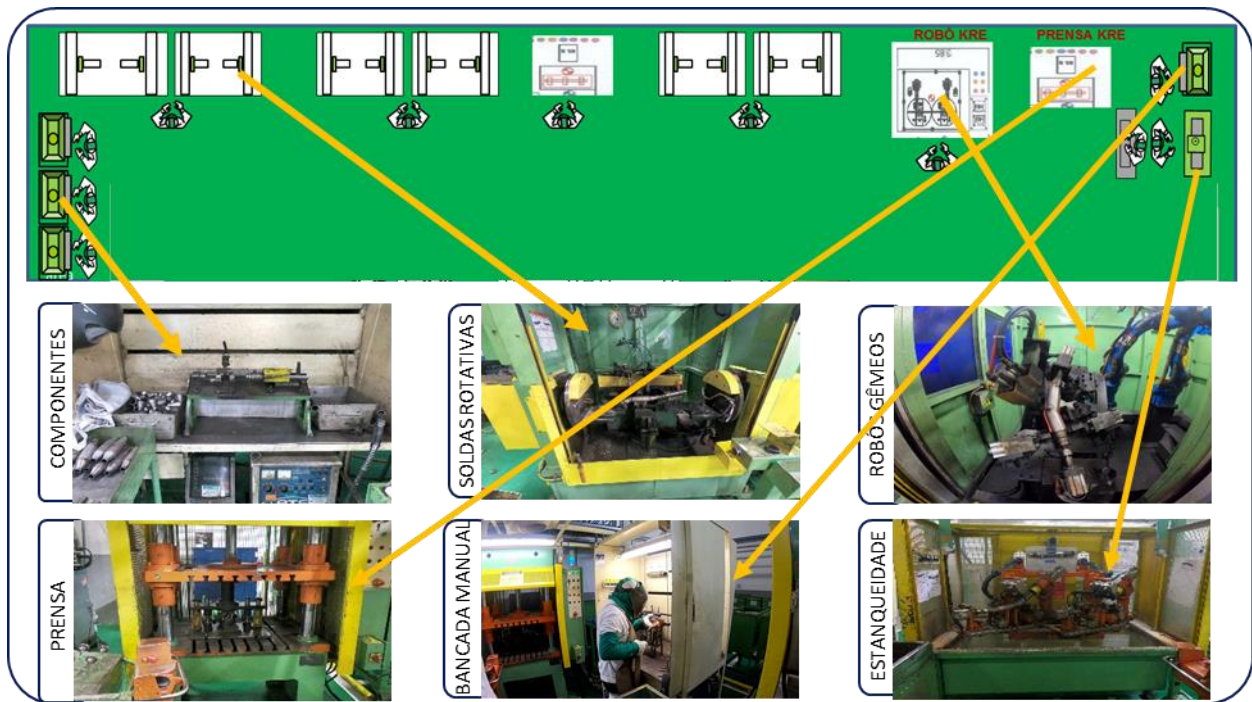 ROBÔ KRE
PRENSA KRE
COMPONENTES
SOLDAS ROTATIVAS
ROBÔS GÊMEOS
PRENSA
BANCADA MANUAL
ESTANQUEIDADE